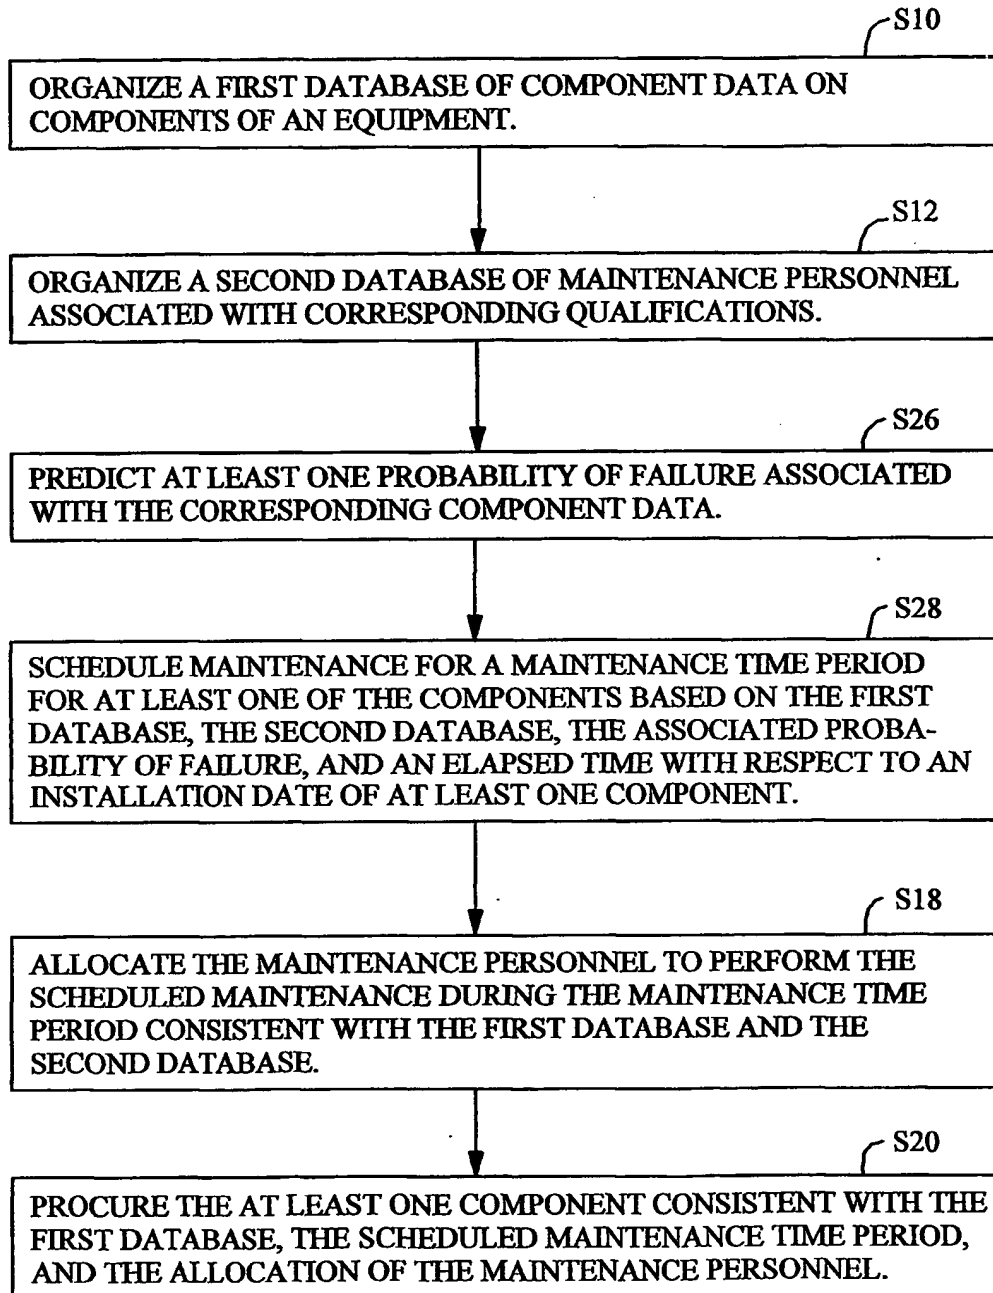 S10
ORGANIZE A FIRST DATABASE OF COMPONENT DATA ON
COMPONENTS OF AN EQUIPMENT.
S12
ORGANIZE A SECOND DATABASE OF MAINTENANCE PERSONNEL
ASSOCIATED WITH CORRESPONDING QUALIFICATIONS.
S26
PREDICT AT LEAST ONE PROBABILITY OF FAILURE ASSOCIATED
WITH THE CORRESPONDING COMPONENT DATA.
S28
SCHEDULE MAINTENANCE FOR A MAINTENANCE TIME PERIOD
FOR AT LEAST ONE OF THE COMPONENTS BASED ON THE FIRST
DATABASE, THE SECOND DATABASE, THE ASSOCIATED PROBA-
BILITY OF FAILURE, AND AN ELAPSED TIME WITH RESPECT TO AN
INSTALLATION DATE OF AT LEAST ONE COMPONENT.
S18
ALLOCATE THE MAINTENANCE PERSONNEL TO PERFORM THE
SCHEDULED MAINTENANCE DURING THE MAINTENANCE TIME
PERIOD CONSISTENT WITH THE FIRST DATABASE AND THE
SECOND DATABASE.
S20
PROCURE THE AT LEAST ONE COMPONENT CONSISTENT WITH THE
FIRST DATABASE, THE SCHEDULED MAINTENANCE TIME PERIOD,
AND THE ALLOCATION OF THE MAINTENANCE PERSONNEL.